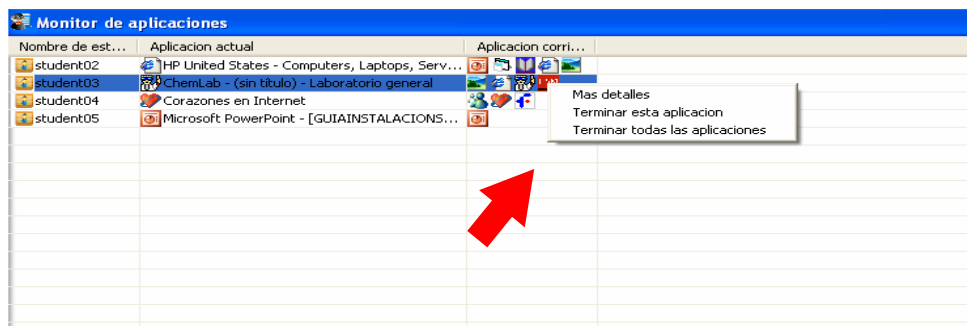 Monitor de aplicaciones
Nombre de est... Aplicacion actual Aplicacion corri...
student02 HP United States - Computers, Laptops, Serv...
student03 ChemLab - (sin título) - Laboratorio general
student04 Corazones en Internet
student05 Microsoft PowerPoint - [GUIAINSTALACIONS...
Mas detalles
Terminar esta aplicacion
Terminar todas las aplicaciones